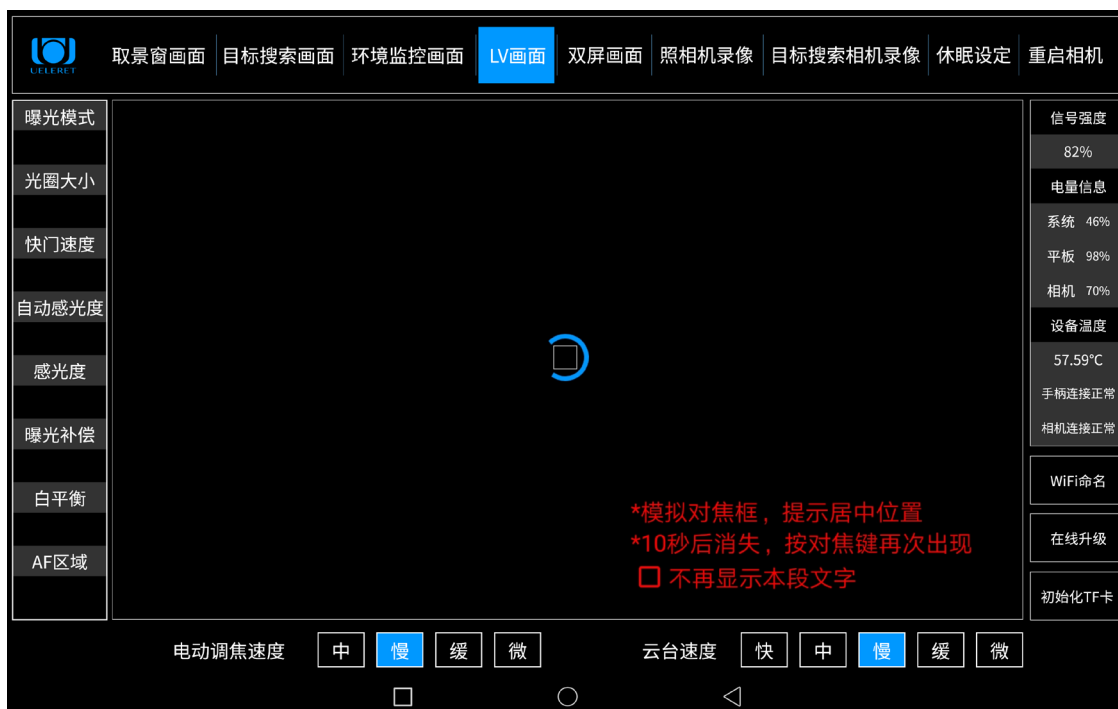 UELERET
取景窗画面 目标搜索画面 环境监控画面 LV画面 双屏画面 照相机录像 目标搜索相机录像 休眠设定 重启相机
曝光模式
光圈大小
快门速度
自动感光度
感光度
曝光补偿
白平衡
AF区域
*模拟对焦框，提示居中位置
*10秒后消失，按对焦键再次出现
不再显示本段文字
信号强度
82%
电量信息
系统 46%
平板 98%
相机 70%
设备温度
57.59°C
手柄连接正常
相机连接正常
WiFi命名
在线升级
初始化TF卡
电动调焦速度 中 慢 缓 微 云台速度 快 中 慢 缓 微